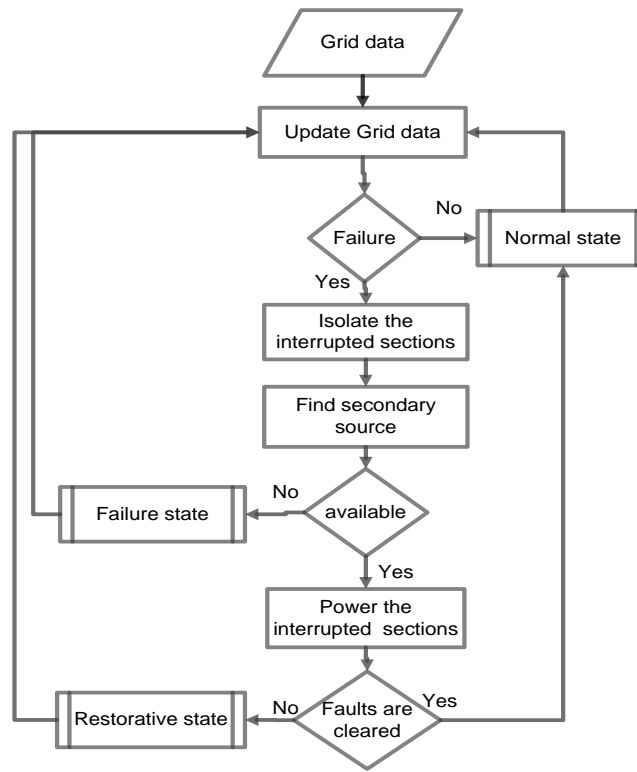 Grid data
Update Grid data
No
Failure
Normal state
Yes
Isolate the
interrupted sections
Find secondary
source
No
Failure state
available
Yes
Power the
interrupted sections
No
Yes
Restorative state
Faults are
cleared